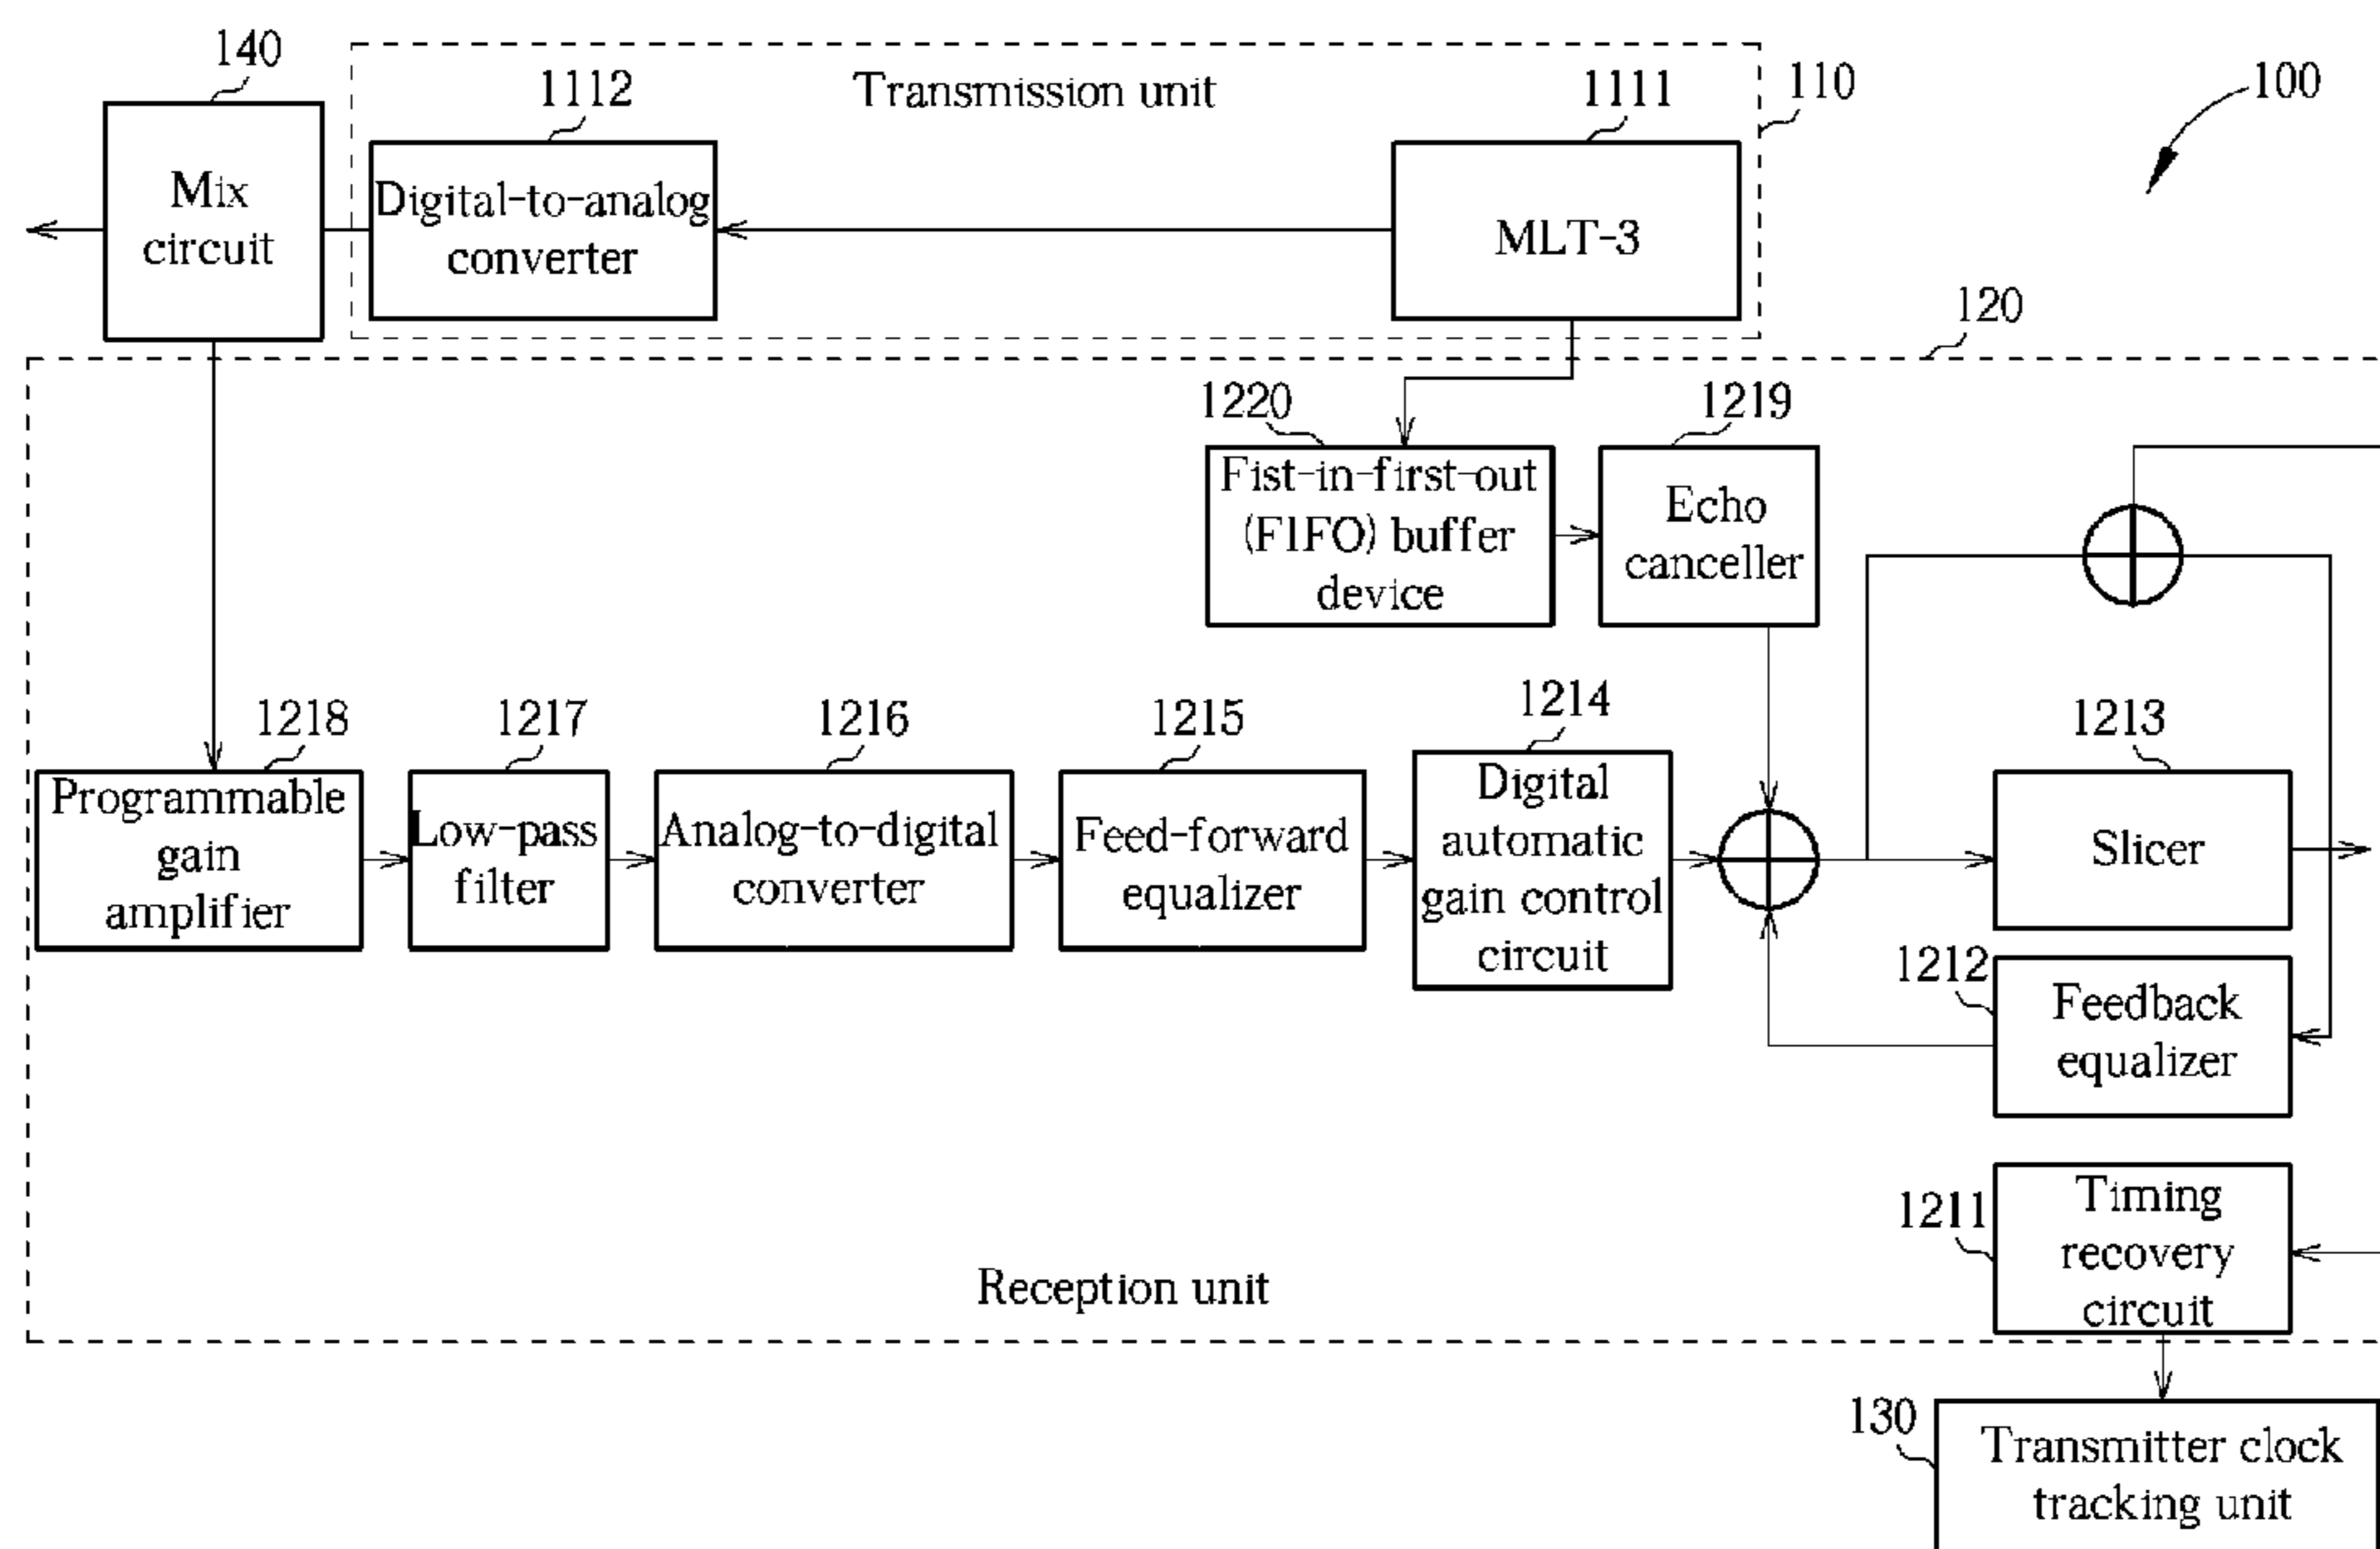 140
1112
Transmission unit
1111
110
100
Mix
circuit
Digital-to-analog
converter
MLT-3
120
1220
1219
Fist-in-first-out
(FIFO) buffer
device
Echo
canceller
1218
1217
1216
1215
1214
1213
Programmable
gain
amplifier
Low-pass
filter
Analog-to-digital
converter
Feed-forward
equalizer
Digital
automatic
gain control
circuit
Slicer
1212
Feedback
equalizer
1211
Timing
recovery
circuit
Reception unit
130
Transmitter clock
tracking unit